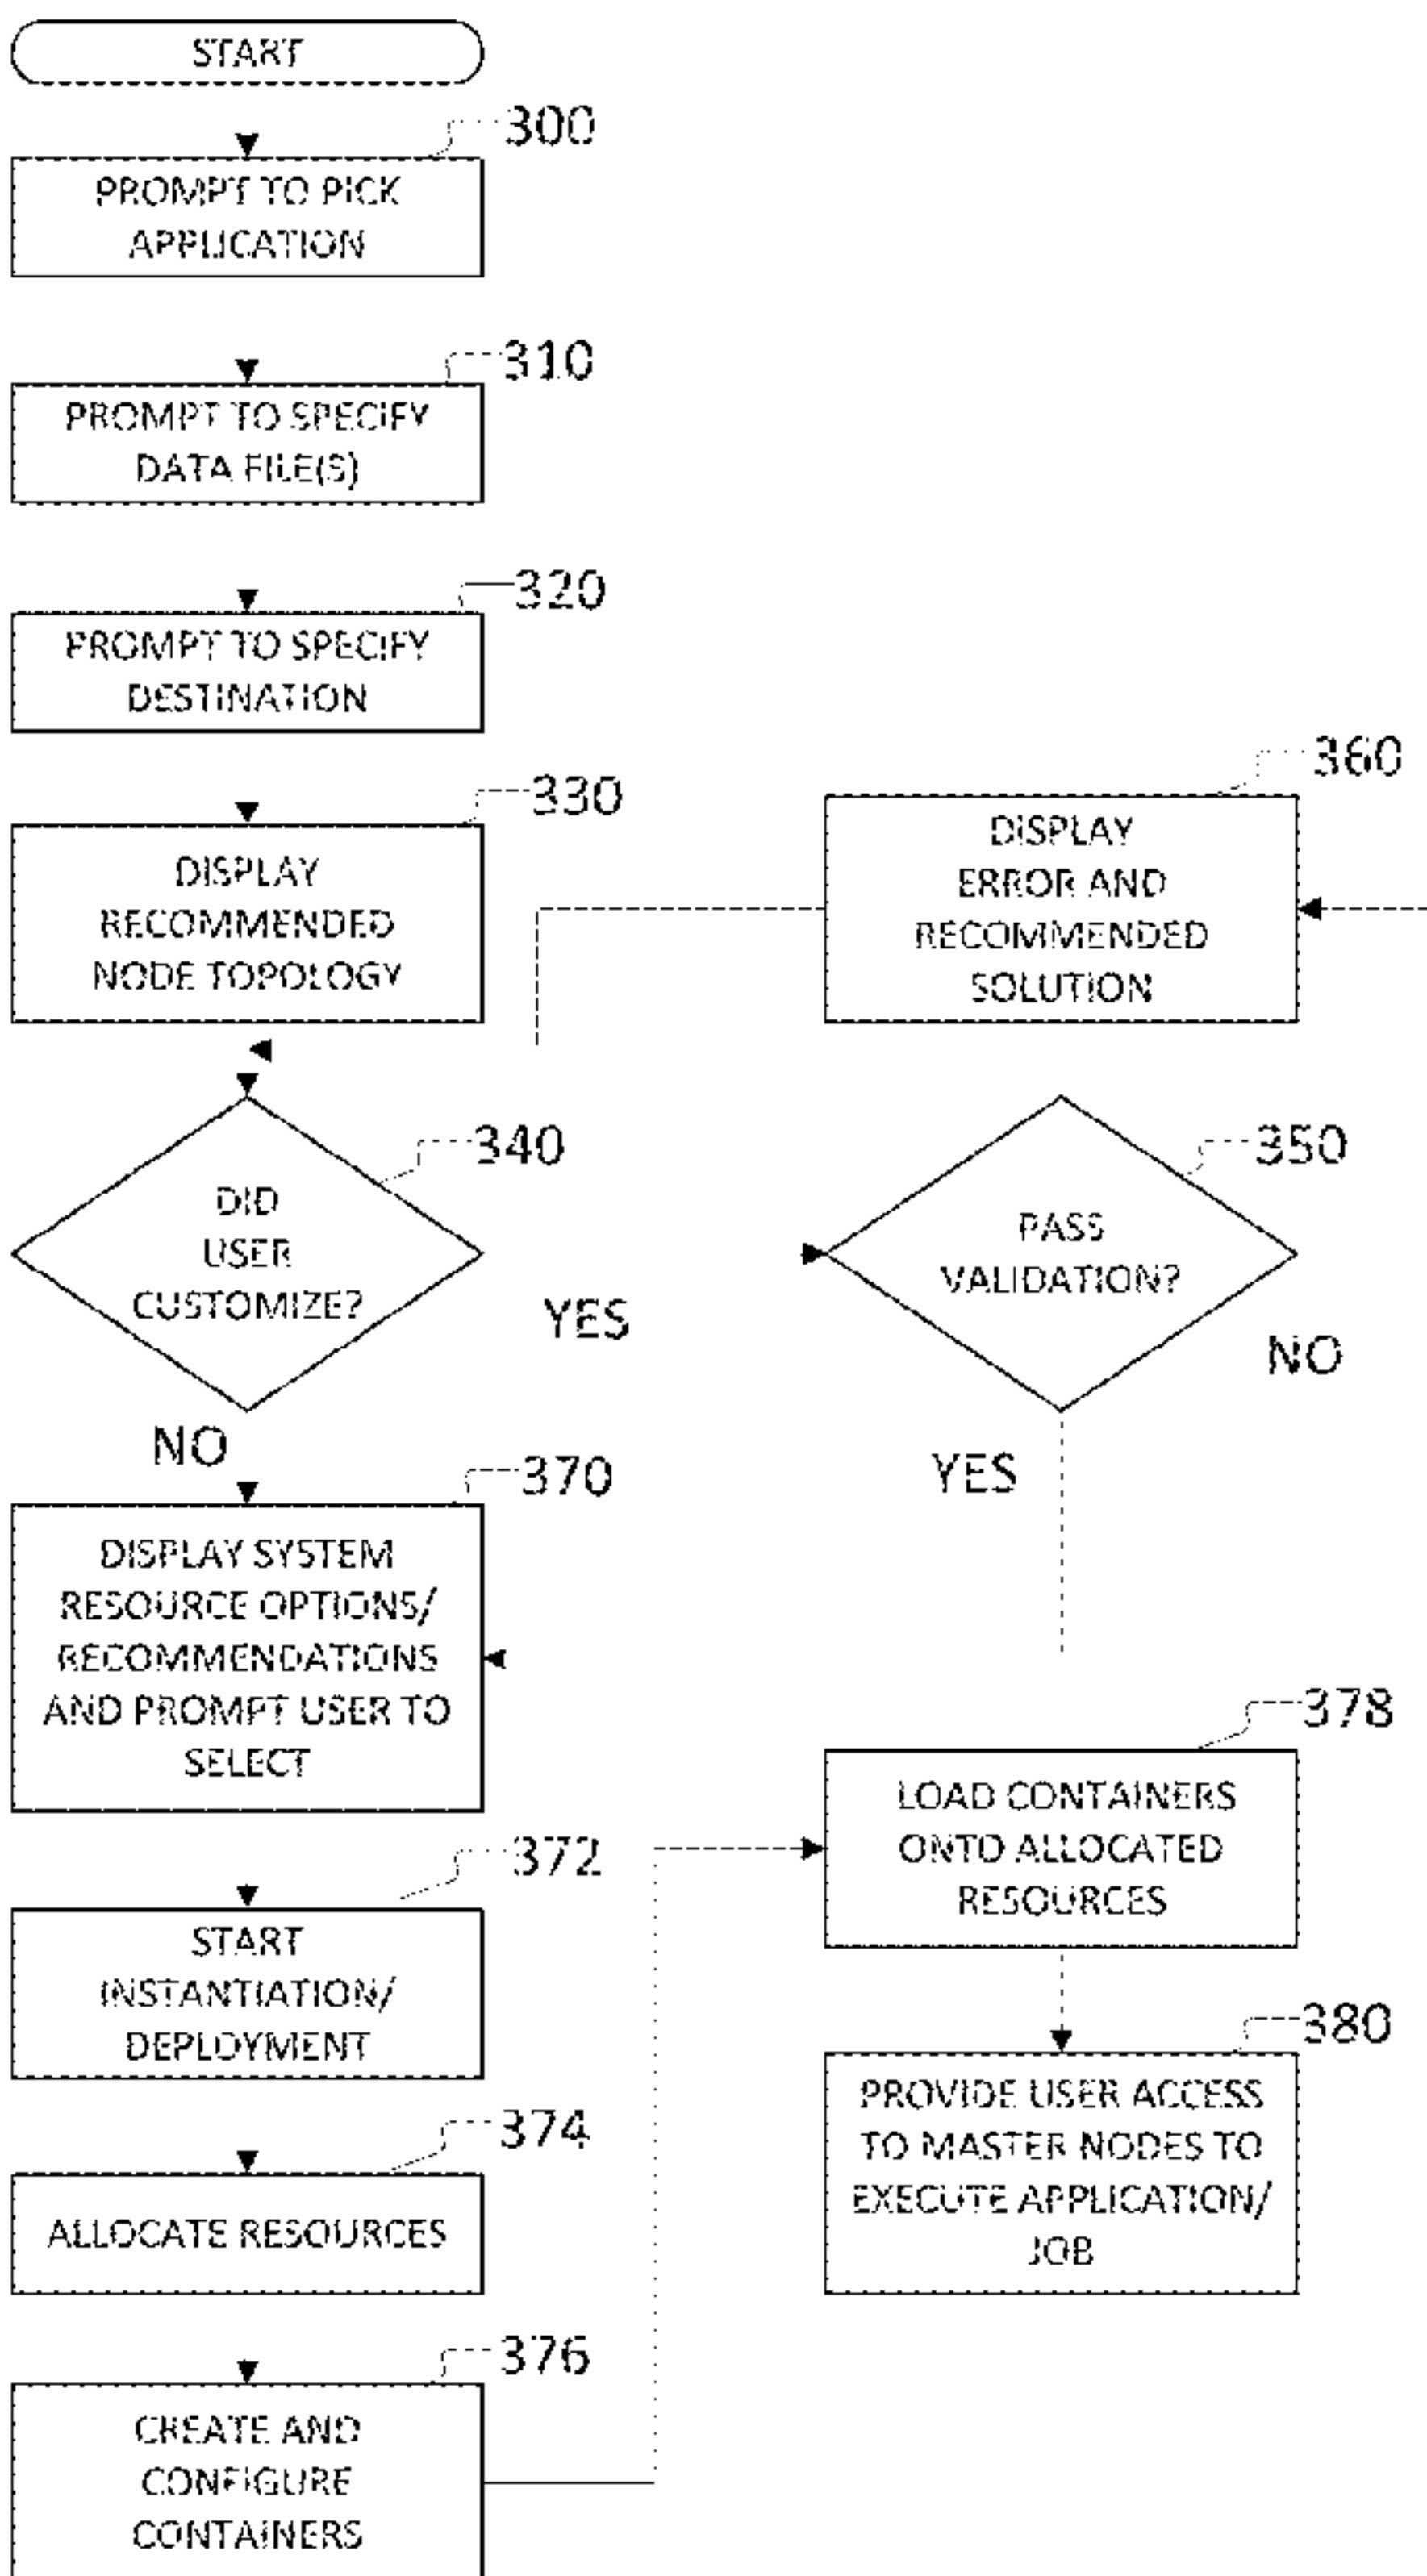 START
300
PROMPT TO PICK
APPLICATION
310
PROMPT TO SPECIFY
DATA FILE(S)
320
PROMPT TO SPECIFY
DESTINATION
330
DISPLAY
RECOMMENDED
NODE TOPOLOGY
360
DISPLAY
ERROR AND
RECOMMENDED
SOLUTION
340
DID
USER
CUSTOMIZE?
YES
NO
350
PASS
VALIDATION?
NO
YES
370
DISPLAY SYSTEM
RESOURCE OPTIONS/
RECOMMENDATIONS
AND PROMPT USER TO
SELECT
372
START
INSTANTIATION/
DEPLOYMENT
374
ALLOCATE RESOURCES
376
CREATE AND
CONFIGURE
CONTAINERS
378
LOAD CONTAINERS
ONTO ALLOCATED
RESOURCES
380
PROVIDE USER ACCESS
TO MASTER NODES TO
EXECUTE APPLICATION/
JOB